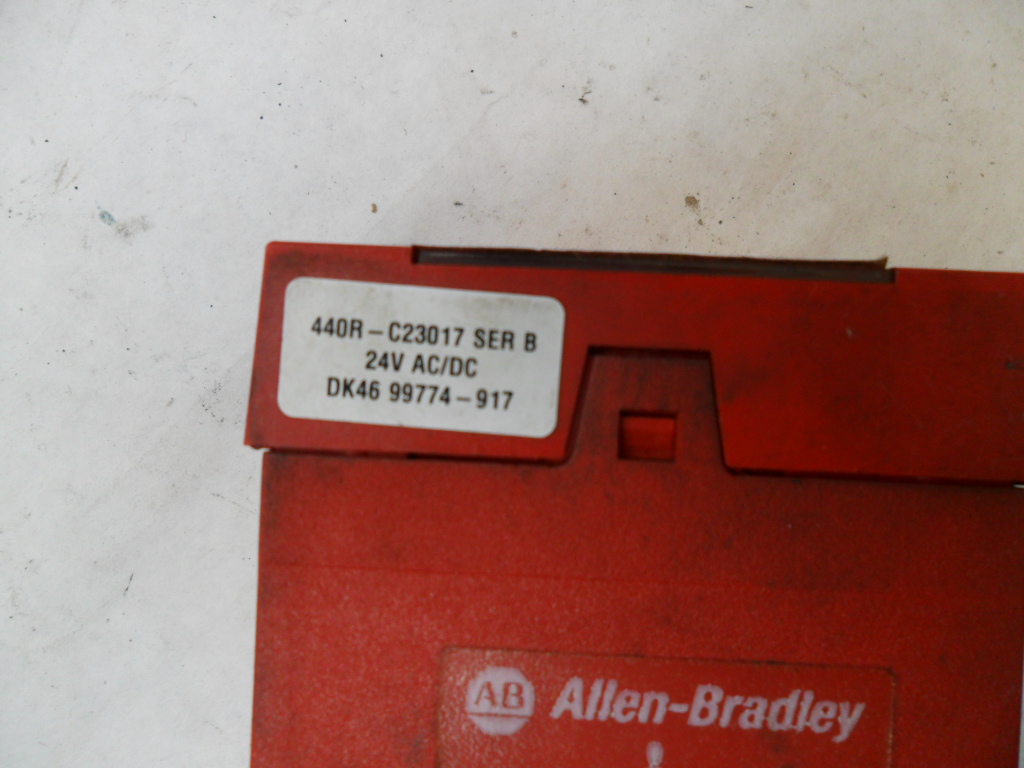 440R-C23017 SER B
24V AC/DC
DK46 99774-917
AB Allen-Bradley